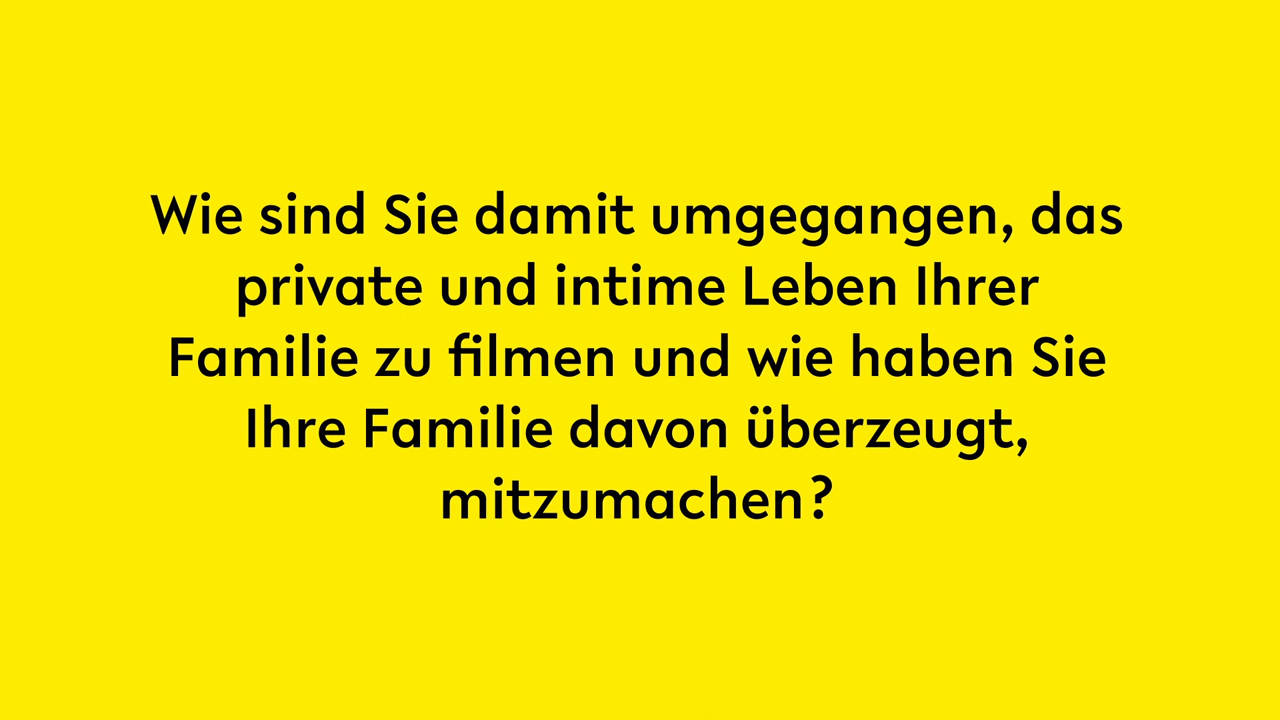 Wie sind Sie damit umgegangen, das
private und intime Leben Ihrer
Familie zu filmen und wie haben Sie
Ihre Familie davon überzeugt,
mitzumachen?